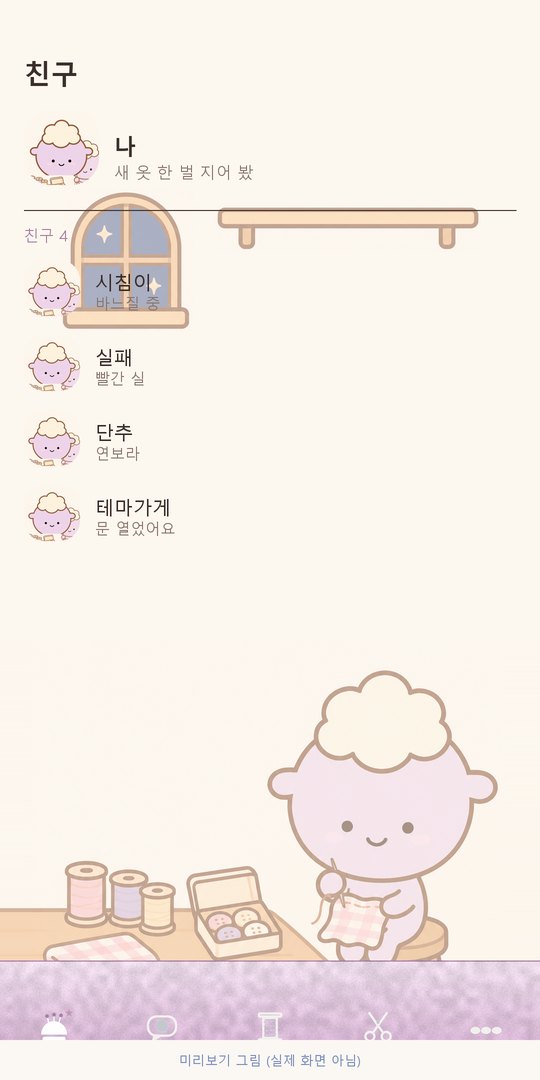 친구
나
새 옷 한 벌 지어 봤
친구 4
시침이
바느질 중
실패
빨간 실
단추
연보라
테마가게
문 열었어요
미리보기 그림 (실제 화면 아님)